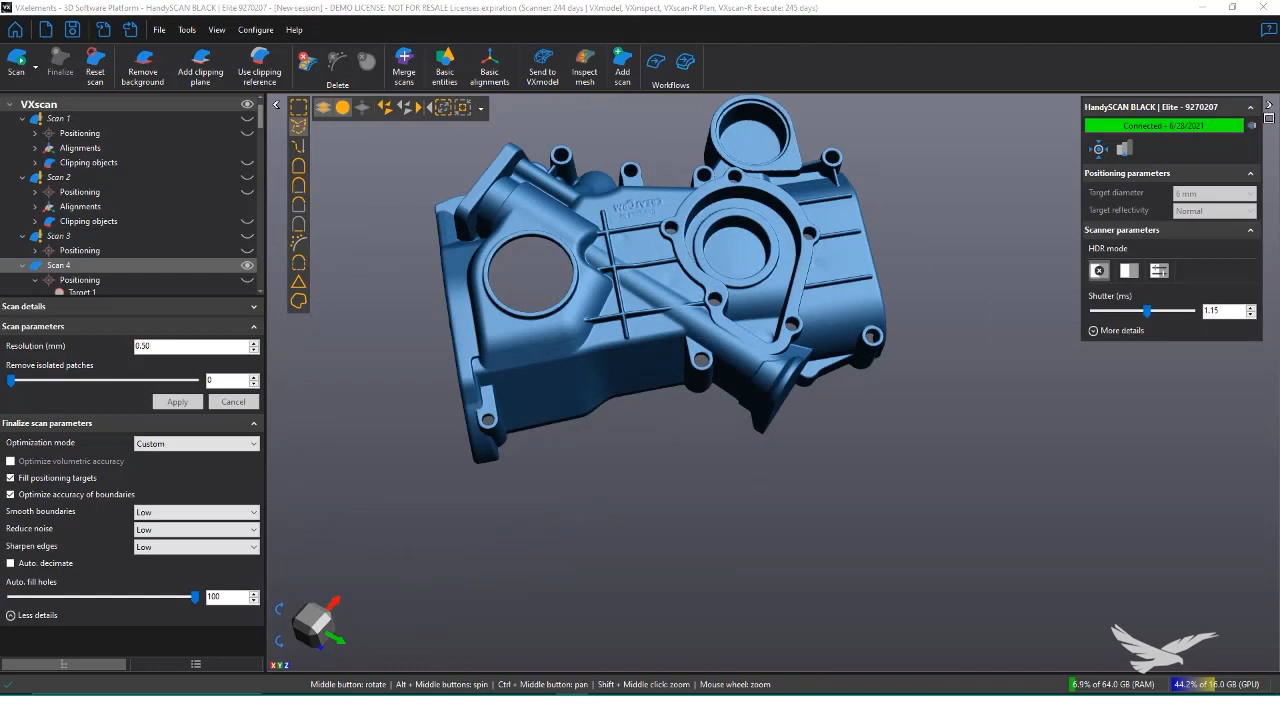 VXelements - 3D Software Platform - HandySCAN BLACK | Elite 9270207 - [New session] - DEMO LICENSE: NOT FOR RESALE Licenses expiration (Scanner: 244 days | VXmodel, VXinspect, VXscan-R Plan, VXscan-R Execute: 245 days)
File Tools View Configure Help
Scan Finalize Reset scan Remove background Add clipping plane Use clipping reference Delete Merge scans Basic entities Basic alignments Send to VXmodel Inspect mesh Add scan Workflows
VXscan
Scan 1
Positioning
Alignments
Clipping objects
Scan 2
Positioning
Alignments
Clipping objects
Scan 3
Positioning
Scan 4
Positioning
Target 1
Scan details
Scan parameters
Resolution (mm) 0.50
Remove isolated patches
0
Apply Cancel
Finalize scan parameters
Optimization mode Custom
Optimize volumetric accuracy
Fill positioning targets
Optimize accuracy of boundaries
Smooth boundaries Low
Reduce noise Low
Sharpen edges Low
Auto. decimate
Auto. fill holes
100
Less details
HandySCAN BLACK | Elite - 9270207
Connected - 6/28/2021
Positioning parameters
Target diameter 6 mm
Target reflectivity Normal
Scanner parameters
HDR mode
Shutter (ms)
1.15
More details
X Y Z
Middle button: rotate | Alt + Middle buttons: spin | Ctrl + Middle button: pan | Shift + Middle click: zoom | Mouse wheel: zoom
6.9% of 64.0 GB (RAM) 44.2% of 16.0 GB (GPU)